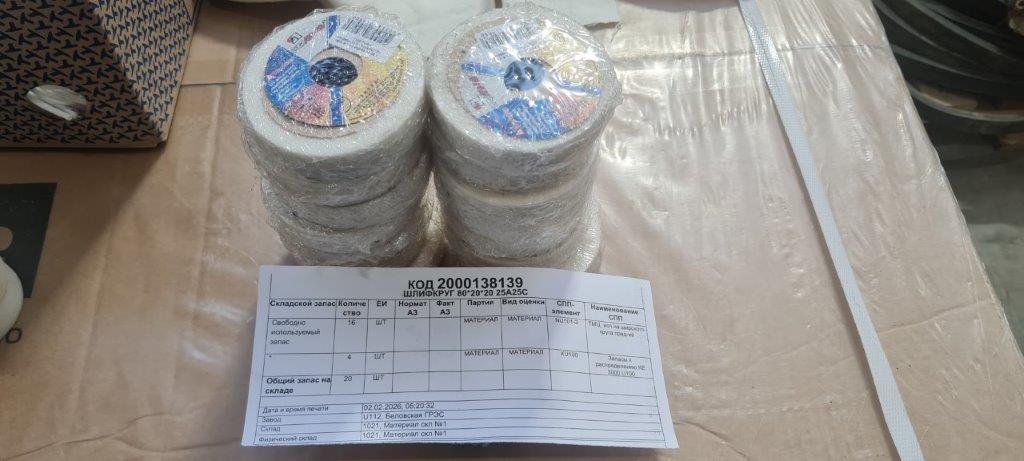 КОД 2000138139
ШЛИФКРУГ 80*20*20 25А25С
Складской запас Количество ЕИ Нормат АЗ Факт АЗ Партия Вид оценки СПП-элемент Наименование СПП
Свободно используемый запас 16 ШТ МАТЕРИАЛ МАТЕРИАЛ ТМЦ
* 4 ШТ МАТЕРИАЛ МАТЕРИАЛ Запасы к распределению
Общий запас на складе 20 ШТ
Дата и время печати 02.02.2026, 05:20:32
Завод U112, Беловская ГРЭС
Склад 1021, Материал скл №1
Физический склад 1021, Материал скл №1